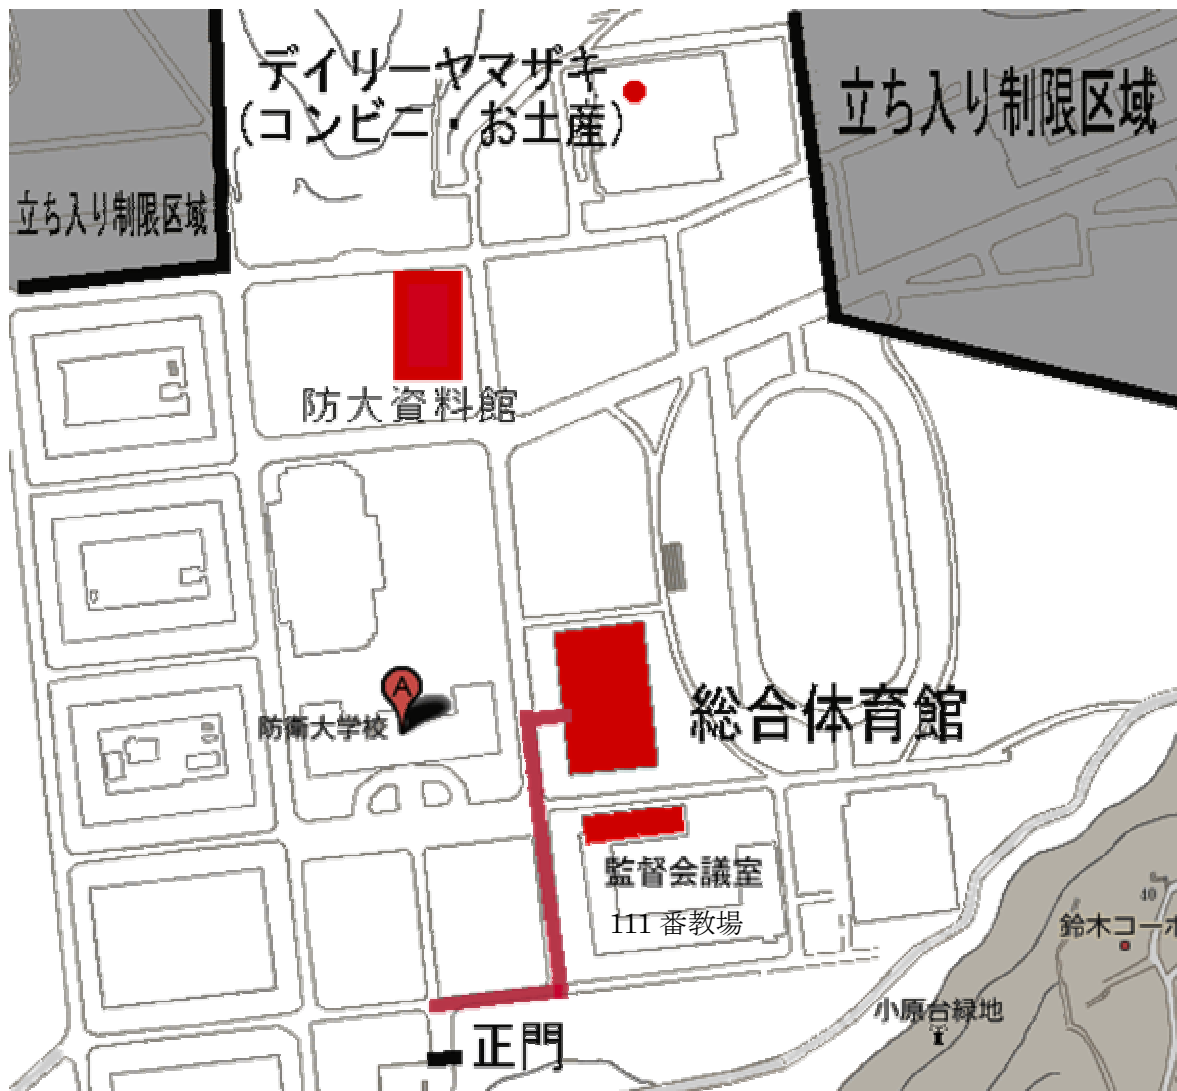 デイリーヤマザキ
(コンビニ・お土産)
立ち入り制限区域
立ち入り制限区域
防大資料館
A
防衛大学校
総合体育館
監督会議室
111 番教場
40
鈴木コーポ
小原台緑地
正門